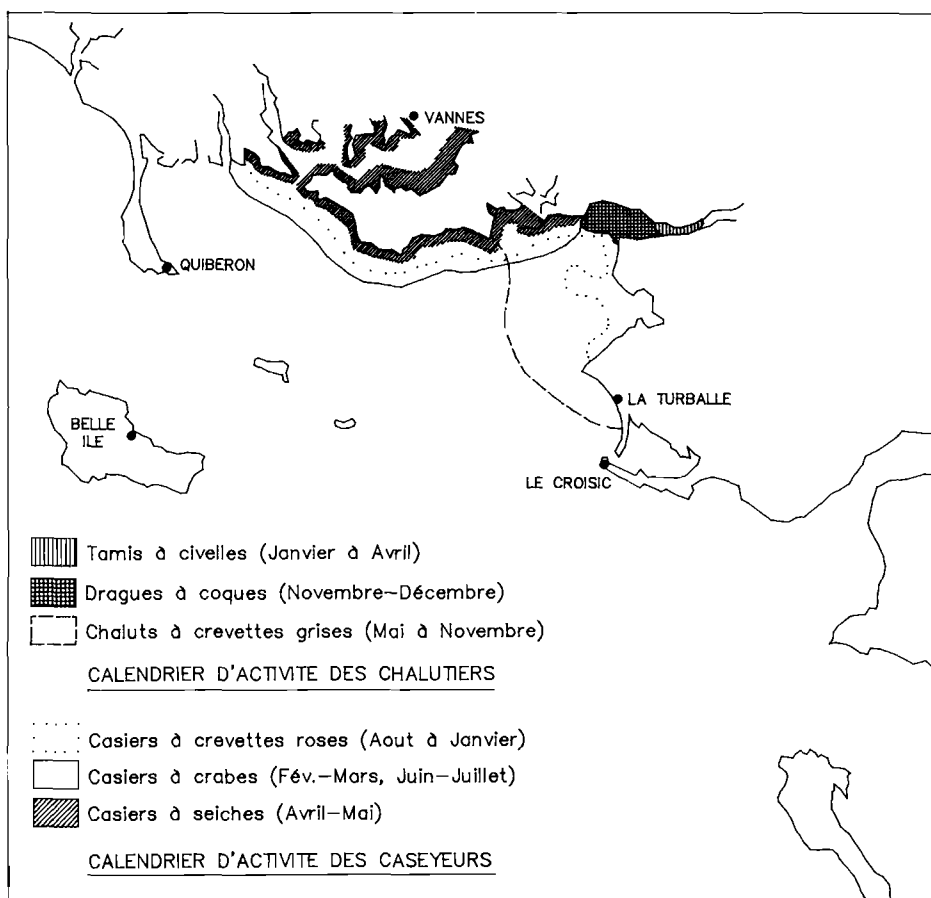 VANNES
QUIBERON
BELLE
ILE
LA TURBALLE
LE CROISIC
Tamis à civelles (Janvier à Avril)
Dragues à coques (Novembre-Décembre)
Chaluts à crevettes grises (Mai à Novembre)
CALENDRIER D'ACTIVITE DES CHALUTIERS
Casiers à crevettes roses (Aout à Janvier)
Casiers à crabes (Fév.-Mars, Juin-Juillet)
Casiers à seiches (Avril-Mai)
CALENDRIER D'ACTIVITE DES CASEYEURS